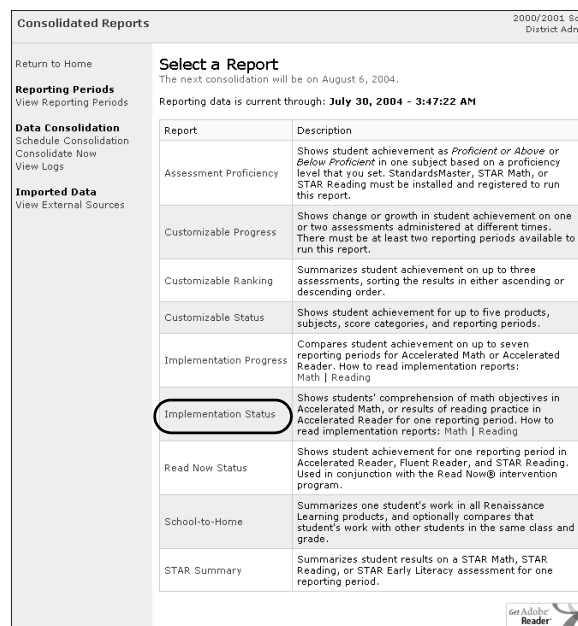 Consolidated Reports
2000/2001 Sc
District Adn
Return to Home
Reporting Periods
View Reporting Periods
Data Consolidation
Schedule Consolidation
Consolidate Now
View Logs
Imported Data
View External Sources
Select a Report
The next consolidation will be on August 6, 2004.
Reporting data is current through: July 30, 2004 - 3:47:22 AM
Report
Description
Assessment Proficiency
Shows student achievement as Proficient or Above or
Below Proficient in one subject based on a proficiency
level that you set. StandardsMaster, STAR Math, or
STAR Reading must be installed and registered to run
this report.
Customizable Progress
Shows change or growth in student achievement on one
or two assessments administered at different times.
There must be at least two reporting periods available to
run this report.
Customizable Ranking
Summarizes student achievement on up to three
assessments, sorting the results in either ascending or
descending order.
Customizable Status
Shows student achievement for up to five products,
subjects, score categories, and reporting periods.
Implementation Progress
Compares student achievement on up to seven
reporting periods for Accelerated Math or Accelerated
Reader. How to read implementation reports:
Math | Reading
Implementation Status
Shows students' comprehension of math objectives in
Accelerated Math, or results of reading practice in
Accelerated Reader for one reporting period. How to
read implementation reports: Math | Reading
Read Now Status
Shows student achievement for one reporting period in
Accelerated Reader, Fluent Reader, and STAR Reading.
Used in conjunction with the Read Now® intervention
program.
School-to-Home
Summarizes one student's work in all Renaissance
Learning products, and optionally compares that
student's work with other students in the same class and
grade.
STAR Summary
Summarizes student results on a STAR Math, STAR
Reading, or STAR Early Literacy assessment for one
reporting period.
Get Adobe
Reader